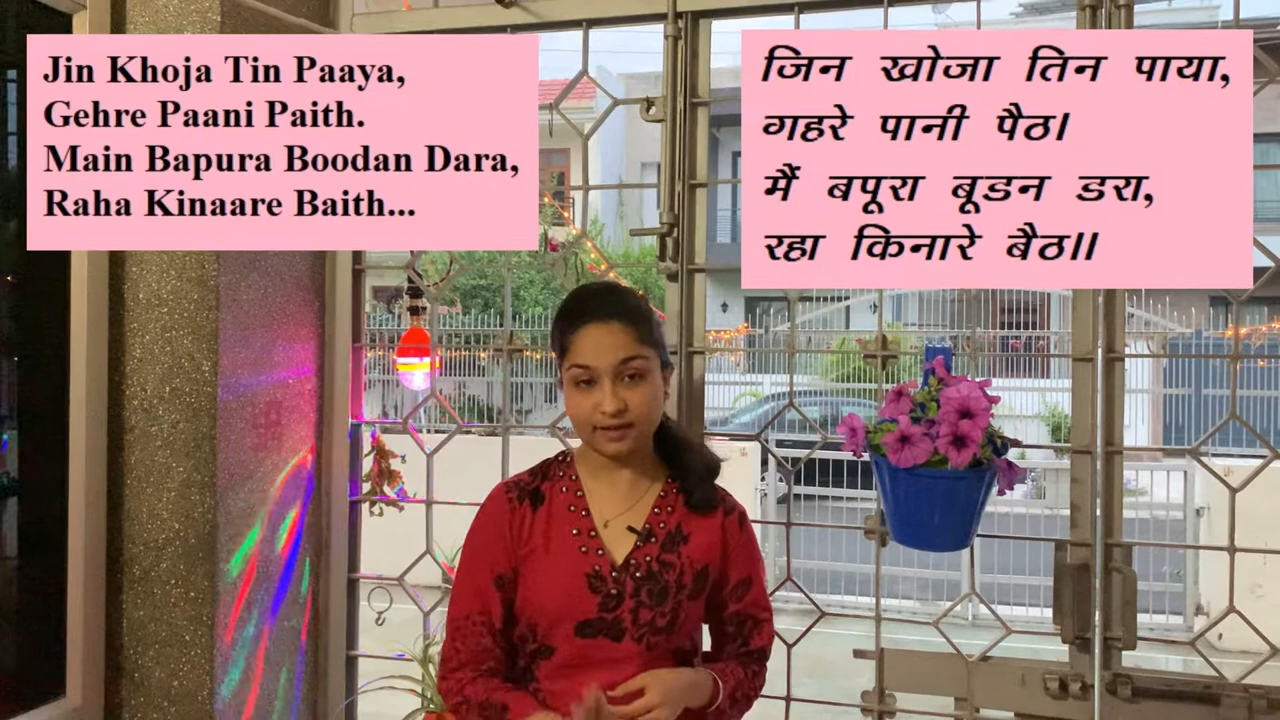 Jin Khoja Tin Paaya,
Gehre Paani Paith.
Main Bapura Boodan Dara,
Raha Kinaare Baith...
जिन खोजा तिन पाया,
गहरे पानी पैठ।
मैं बपूरा बूडन डरा,
रहा किनारे बैठ।।